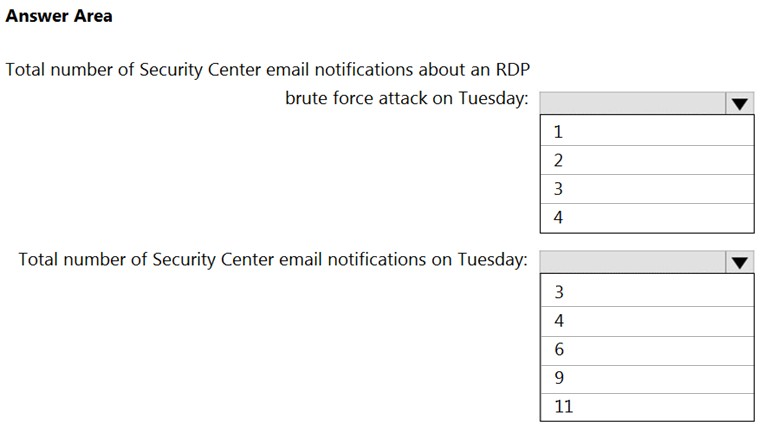 Answer Area
Total number of Security Center email notifications about an RDP
brute force attack on Tuesday:
1
2
3
4
Total number of Security Center email notifications on Tuesday:
3
4
6
9
11